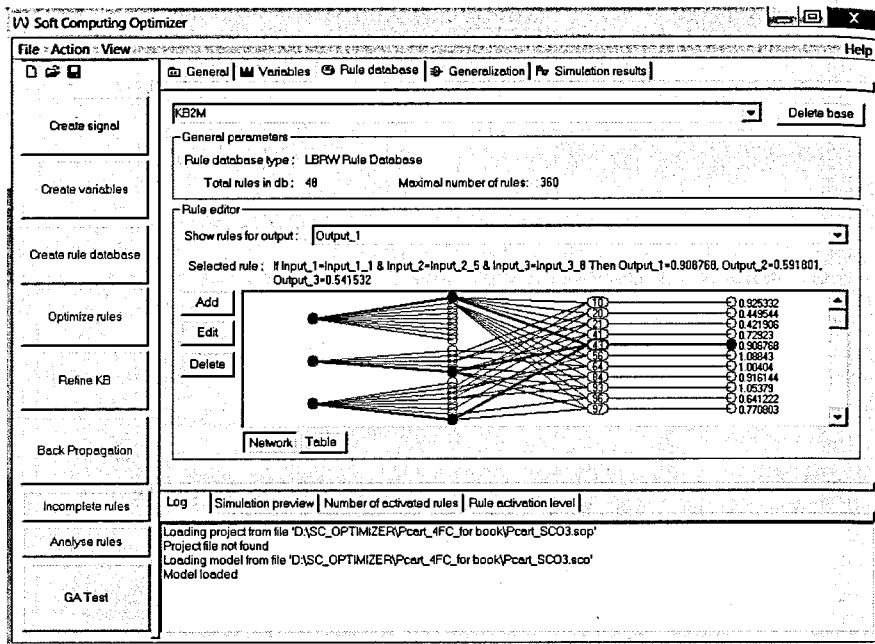 Soft Computing Optimizer
File Action View Help
General Variables Rule database Generalization Simulation results
Create signal
Create variables
Create rule database
Optimize rules
Refine KB
Back Propagation
Incomplete rules
Analyse rules
GA Test
KB2M Delete base
General parameters
Rule database type: LBRW Rule Database
Total rules in db: 48 Maximal number of rules: 360
Rule editor
Show rules for output: Output_1
Selected rule: If Input_1=Input_1_1 & Input_2=Input_2_5 & Input_3=Input_3_8 Then Output_1=0.908768, Output_2=0.591801,
Output_3=0.541532
Add
Edit
Delete
10 0.925332
20 0.449544
21 0.421906
41 0.72923
43 0.908768
56 1.08843
64 1.00404
84 0.916144
93 1.05379
96 0.641222
97 0.770803
Network Table
Log Simulation preview Number of activated rules Rule activation level
Loading project from file 'D:\SC_OPTIMIZER\Pcart_4FC_for book\Pcart_SCO3.sop'
Project file not found
Loading model from file 'D:\SC_OPTIMIZER\Pcart_4FC_for book\Pcart_SCO3.sco'
Model loaded